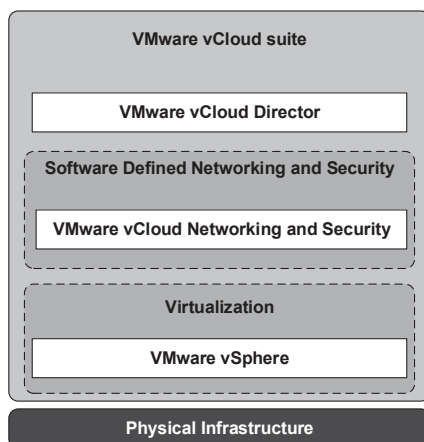 VMware vCloud suite
VMware vCloud Director
Software Defined Networking and Security
VMware vCloud Networking and Security
Virtualization
VMware vSphere
Physical Infrastructure